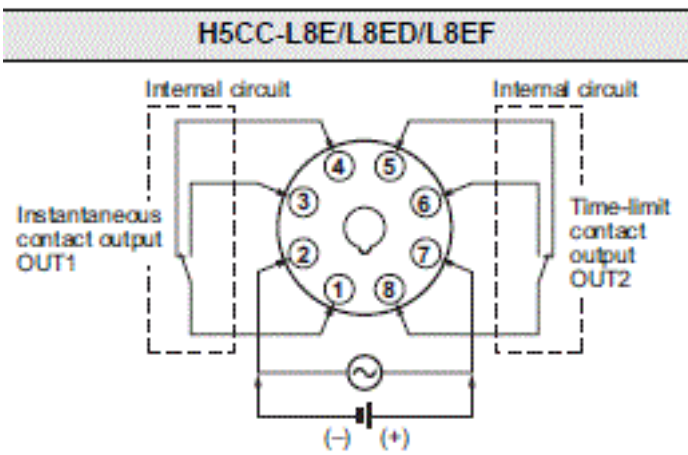 H5CC-L8E/L8ED/L8EF
Internal circuit
Internal circuit
4
5
3
6
Instantaneous
contact output
OUT1
Time-limit
contact
output
OUT2
2
7
1
8
(–) (+)